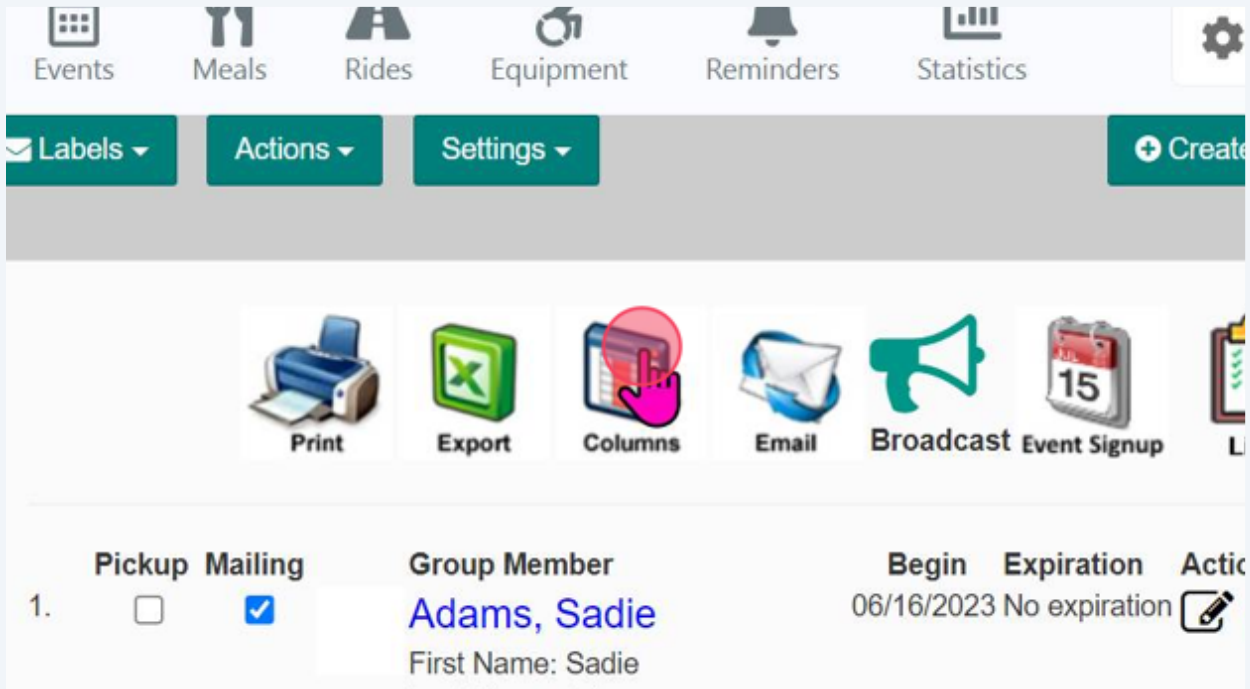 Events Meals Rides Equipment Reminders Statistics
Labels Actions Settings Create
JUL
15
Print Export Columns Email Broadcast Event Signup
Pickup Mailing Group Member Begin Expiration
1. Adams, Sadie 06/16/2023 No expiration
First Name: Sadie